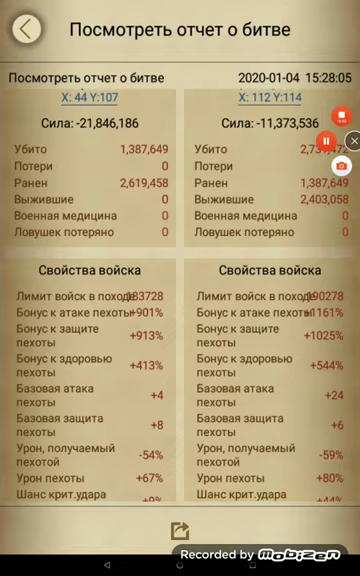 Посмотреть отчет о битве
Посмотреть отчет о битве 2020-01-04 15:28:05
X: 44 Y:107 X: 112 Y:114
Сила: -21,846,186 Сила: -11,373,536
Убито 1,387,649 Убито
Потери 0 Потери 0
Ранен 2,619,458 Ранен 1,387,649
Выжившие 0 Выжившие 2,403,058
Военная медицина 0 Военная медицина 0
Ловушек потеряно 0 Ловушек потеряно 0
Свойства войска Свойства войска
Лимит войск в походе 183728 Лимит войск в походе 190278
Бонус к атаке пехоты +901% Бонус к атаке пехоты +1161%
Бонус к защите Бонус к защите
пехоты +913% пехоты +1025%
Бонус к здоровью Бонус к здоровью
пехоты +413% пехоты +544%
Базовая атака Базовая атака
пехоты +4 пехоты +24
Базовая защита Базовая защита
пехоты +8 пехоты +6
Урон, получаемый Урон, получаемый
пехотой -54% пехотой -59%
Урон пехоты +67% Урон пехоты +80%
Шанс крит.удара +9% Шанс крит.удара +44%
Recorded by mobizen